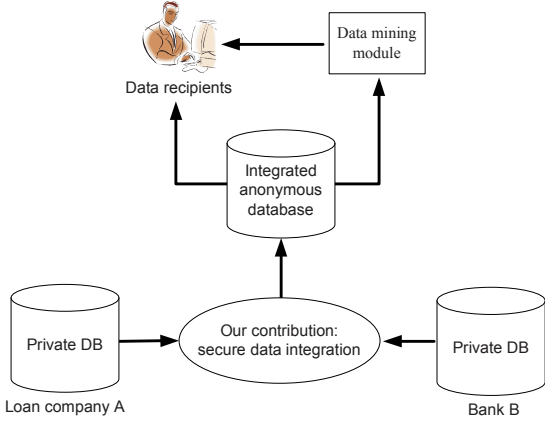 Data mining
module
Data recipients
Integrated
anonymous
database
Our contribution:
secure data integration
Private DB
Private DB
Loan company A
Bank B